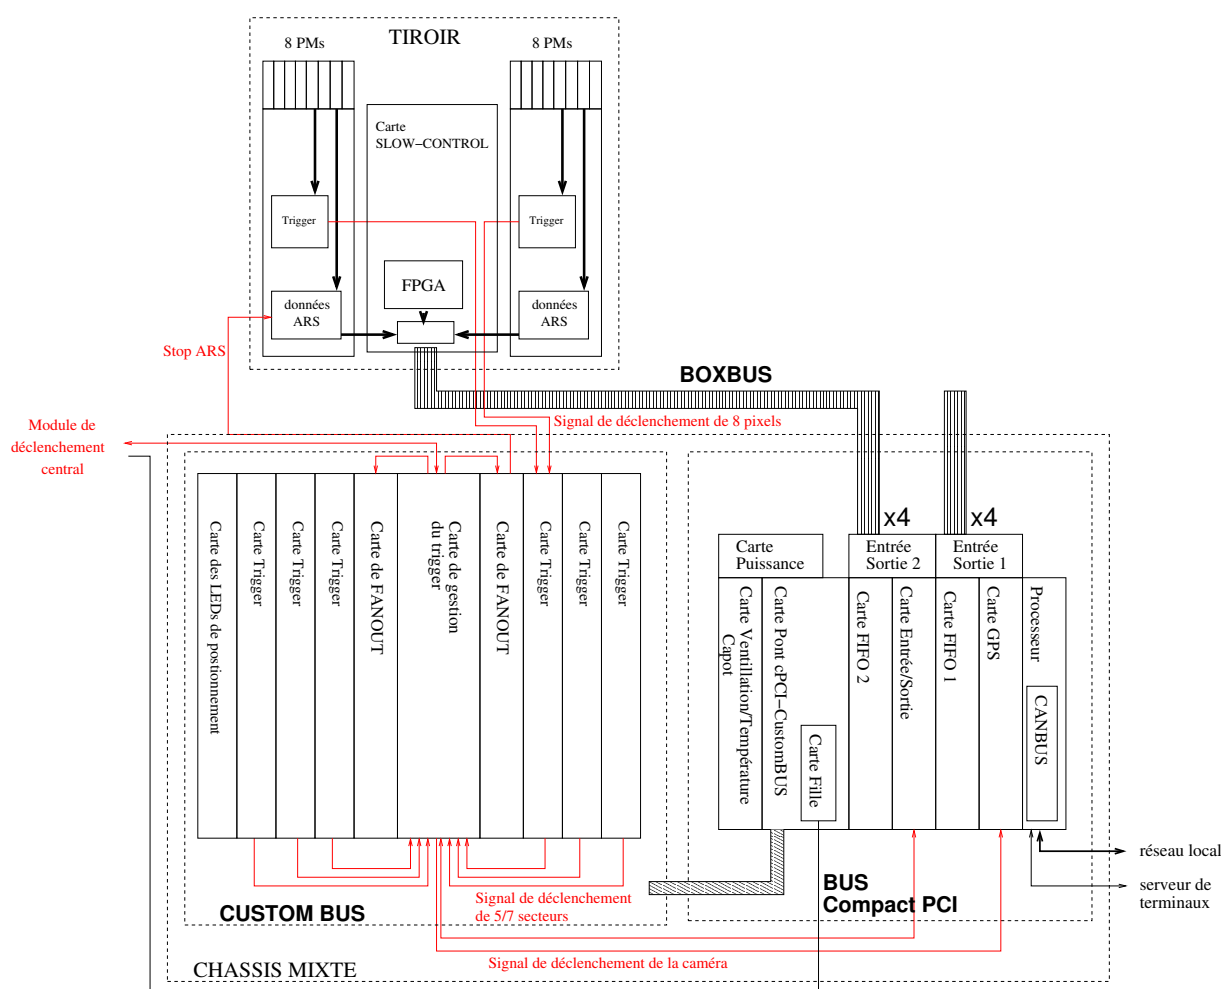 TIROIR
8 PMs
8 PMs
Carte
SLOW−CONTROL
Trigger
Trigger
FPGA
données
ARS
données
ARS
Stop ARS
BOXBUS
Signal de déclenchement de 8 pixels
Module de
déclenchement
central
x4
x4
Carte
Puissance
Entrée
Sortie 2
Entrée
Sortie 1
Carte des LEDs de postionnement
Carte Trigger
Carte Trigger
Carte Trigger
Carte de FANOUT
Carte de gestion
du trigger
Carte de FANOUT
Carte Trigger
Carte Trigger
Carte Trigger
Carte Ventillation/Température
Capot
Carte Pont cPCI−CustomBUS
Carte Fille
Carte FIFO 2
Carte Entrée/Sortie
Carte FIFO 1
Carte GPS
Processeur
CANBUS
réseau local
serveur de
terminaux
Signal de déclenchement
de 5/7 secteurs
CUSTOM BUS
BUS
Compact PCI
Signal de déclenchement de la caméra
CHASSIS MIXTE